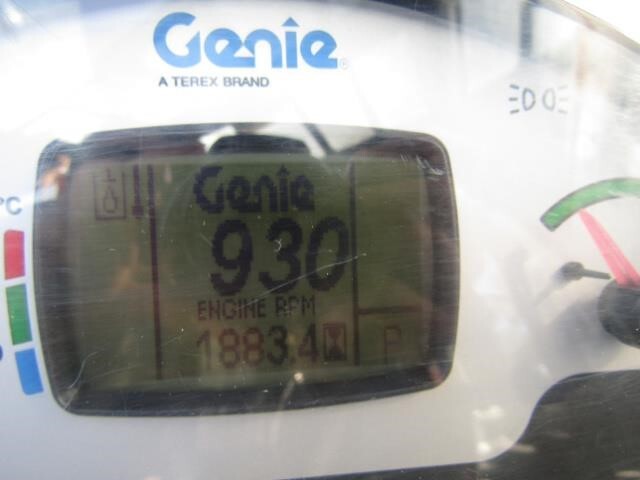 Genie®
A TEREX BRAND
°C
Genie
930
ENGINE RPM
1883.4
P